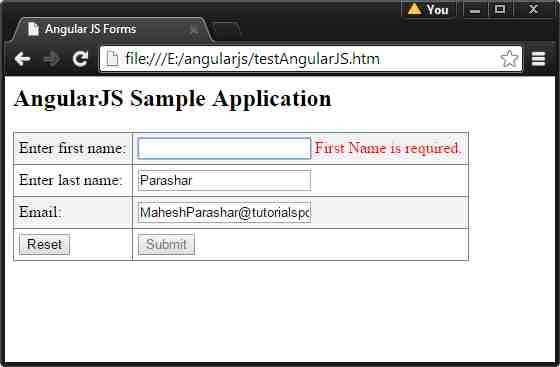 You
Angular JS Forms
file:///E:/angularjs/testAngularJS.htm
AngularJS Sample Application
Enter first name: First Name is required.
Enter last name: Parashar
Email: MaheshParashar@tutorialspo
Reset Submit